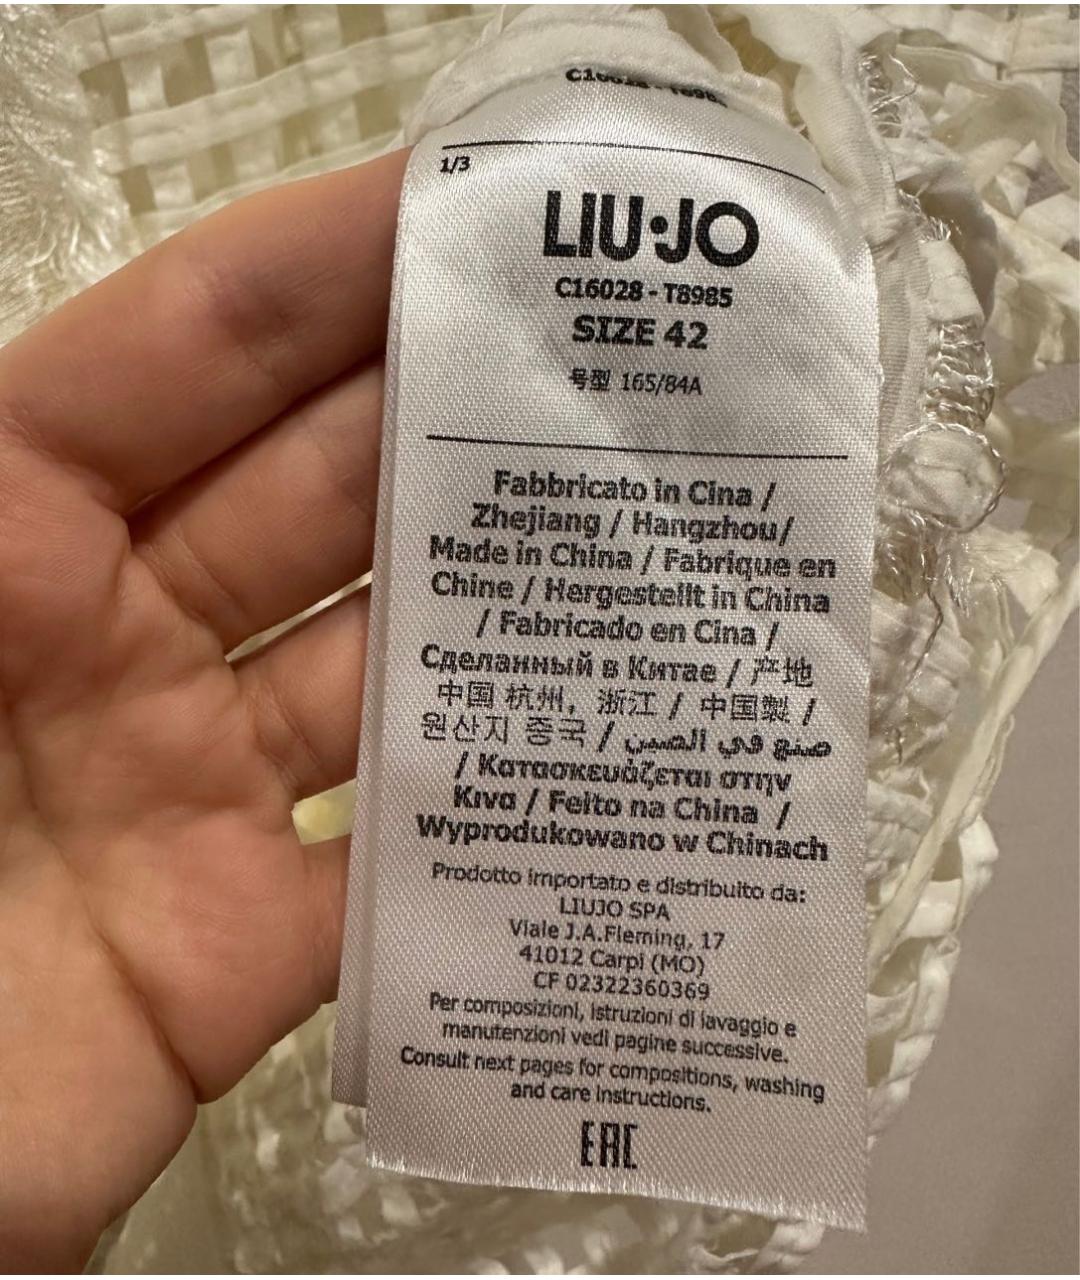 1/3
LIU·JO
C16028 - T8985
SIZE 42
号型 165/84A
Fabbricato in Cina /
Zhejiang / Hangzhou/
Made in China / Fabrique en
Chine / Hergestellt in China
/ Fabricado en Cina /
Сделанный в Китае / 产地
中国 杭州，浙江 / 中国製 /
원산지 중국 / صنع في الصين
/ Κατασκευάζεται στην
Κινα / Feito na China /
Wyprodukowano w Chinach
Prodotto importato e distribuito da:
LIUJO SPA
Viale J.A.Fleming, 17
41012 Carpi (MO)
CF 02322360369
Per composizioni, istruzioni di lavaggio e
manutenzioni vedi pagine successive.
Consult next pages for compositions, washing
and care instructions.
EAC